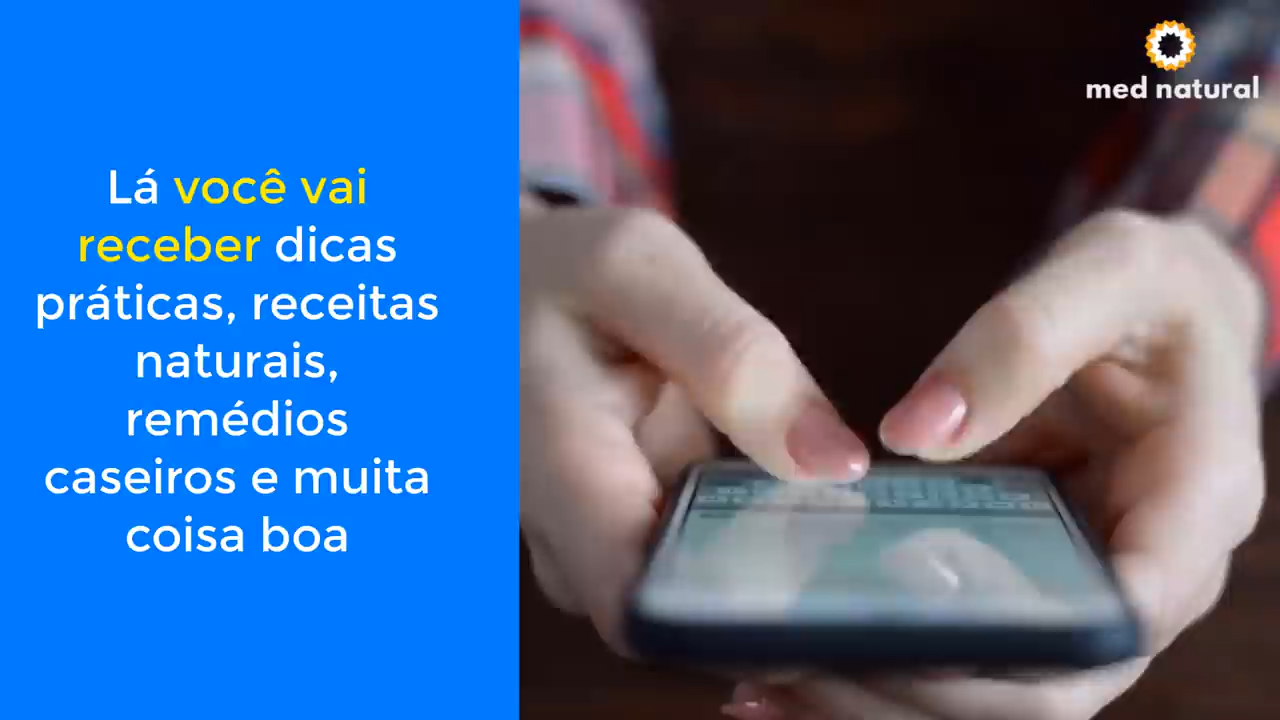 med natural
Lá você vai
receber dicas
práticas, receitas
naturais,
remédios
caseiros e muita
coisa boa